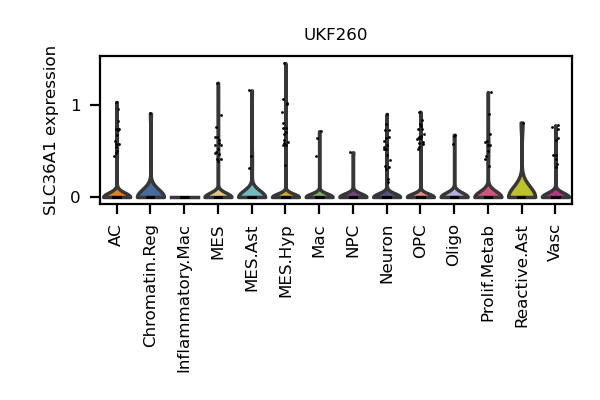 UKF260
SLC36A1 expression
1
0
AC
Chromatin.Reg
Inflammatory.Mac
MES
MES.Ast
MES.Hyp
Mac
NPC
Neuron
OPC
Oligo
Prolif.Metab
Reactive.Ast
Vasc